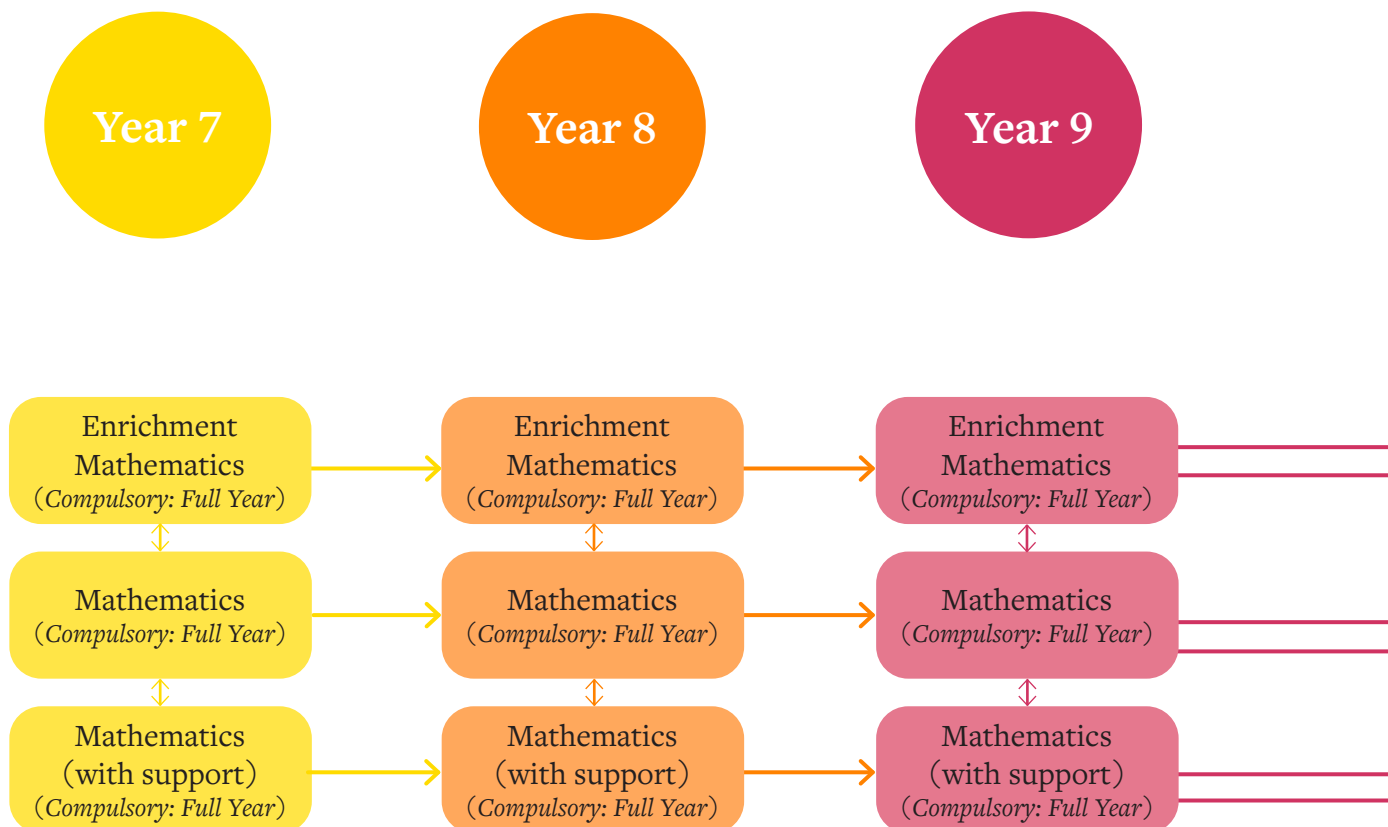 Year 7
Year 8
Year 9
Enrichment
Mathematics
(Compulsory: Full Year)
Enrichment
Mathematics
(Compulsory: Full Year)
Enrichment
Mathematics
(Compulsory: Full Year)
Mathematics
(Compulsory: Full Year)
Mathematics
(Compulsory: Full Year)
Mathematics
(Compulsory: Full Year)
Mathematics
(with support)
(Compulsory: Full Year)
Mathematics
(with support)
(Compulsory: Full Year)
Mathematics
(with support)
(Compulsory: Full Year)